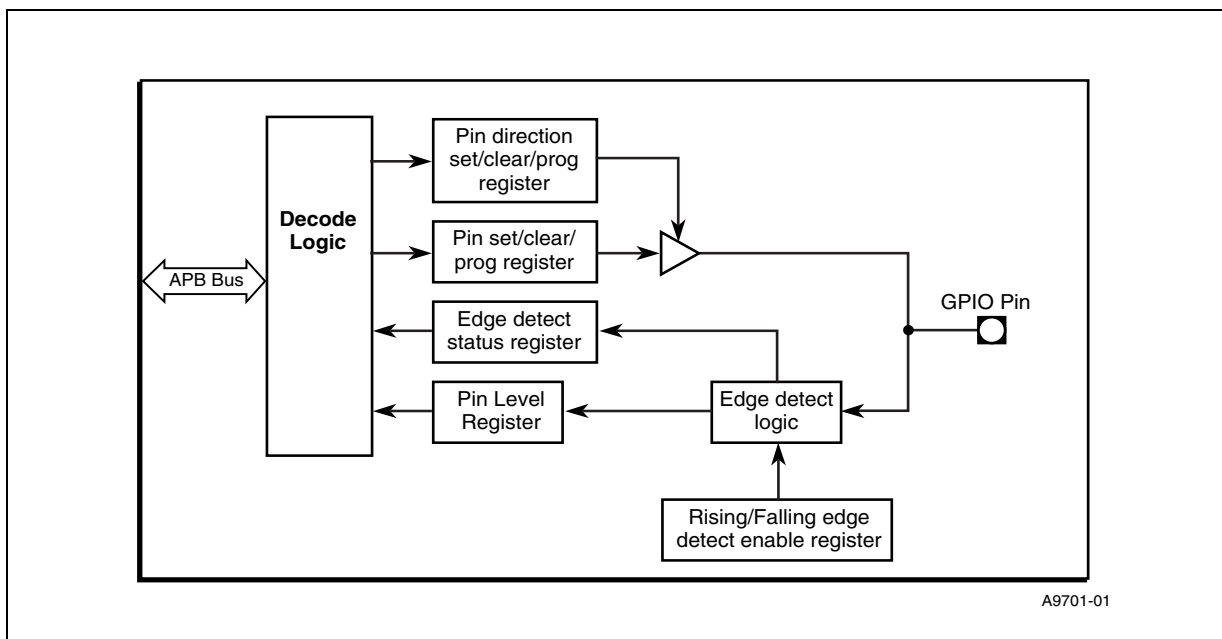 Pin direction
set/clear/prog
register
Decode
Logic
Pin set/clear/
prog register
APB Bus
GPIO Pin
Edge detect
status register
Pin Level
Register
Edge detect
logic
Rising/Falling edge
detect enable register
A9701-01